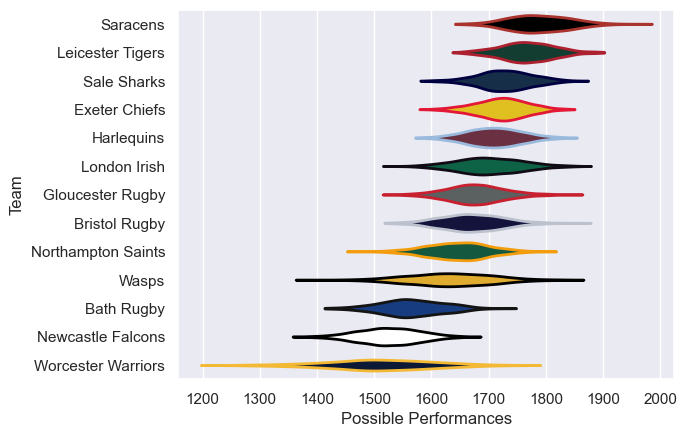 Saracens
Leicester Tigers
Sale Sharks
Exeter Chiefs
Harlequins
London Irish
Gloucester Rugby
Bristol Rugby
Northampton Saints
Wasps
Bath Rugby
Newcastle Falcons
Worcester Warriors
Team
1200 1300 1400 1500 1600 1700 1800 1900 2000
Possible Performances